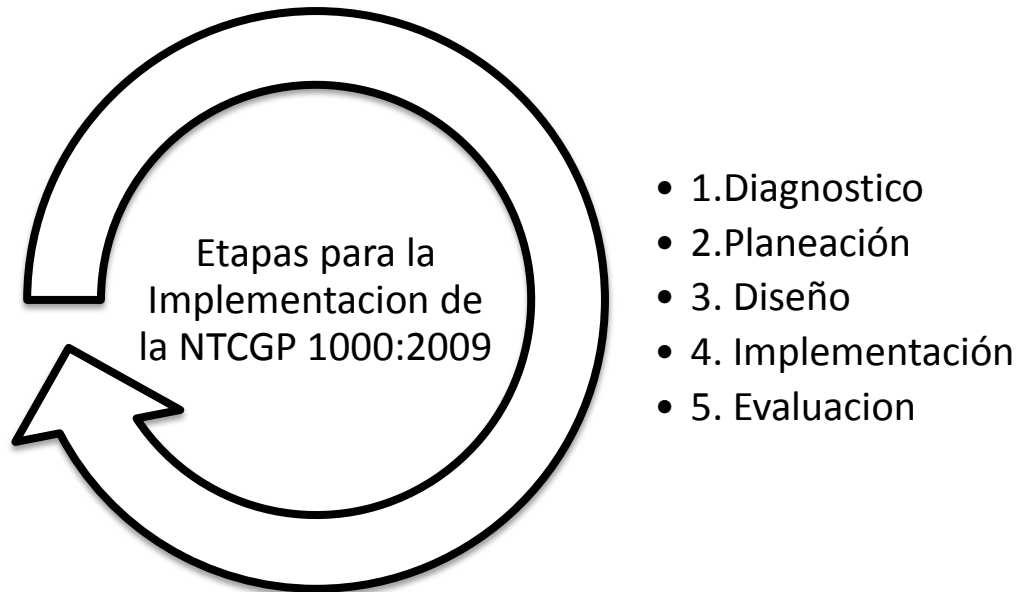 Etapas para la
Implementacion de
la NTCGP 1000:2009
• 1.Diagnostico
• 2.Planeación
• 3. Diseño
• 4. Implementación
• 5. Evaluacion